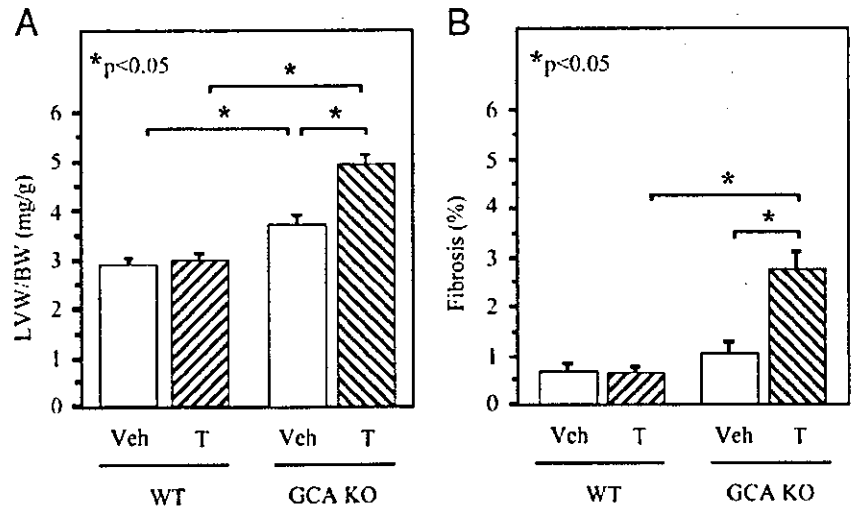 A
*p<0.05
*
*
*
LVW/BW (mg/g)
6
5
4
3
2
1
0
Veh T Veh T
WT GCA KO
B
*p<0.05
*
*
Fibrosis (%)
6
5
4
3
2
1
0
Veh T Veh T
WT GCA KO